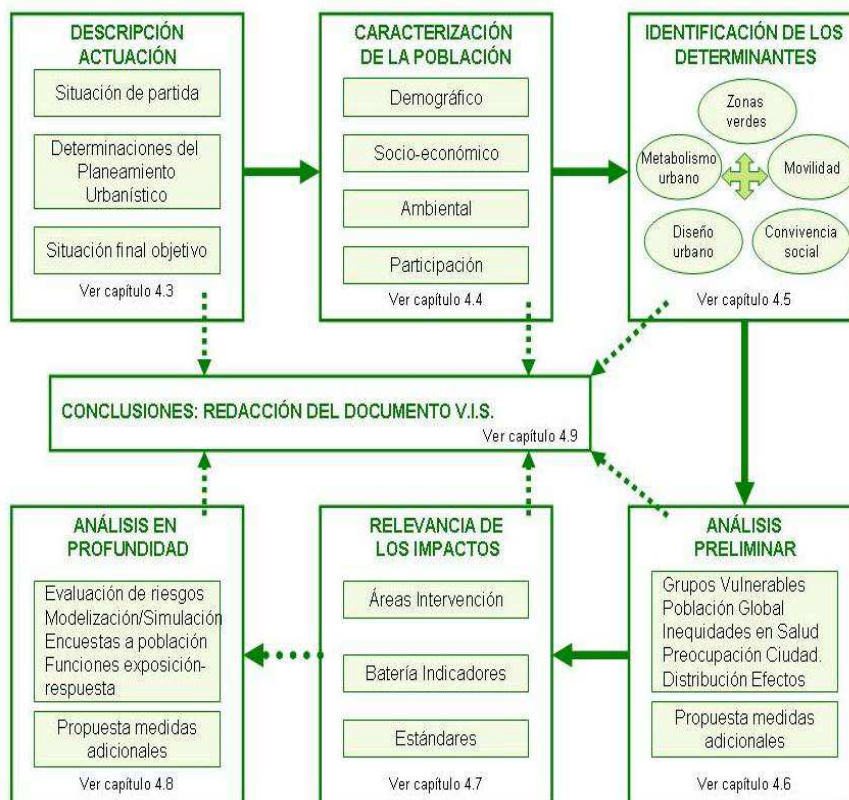 DESCRIPCIÓN
ACTUACIÓN
Situación de partida
Determinaciones del
Planeamiento
Urbanístico
Situación final objetivo
Ver capítulo 4.3
CARACTERIZACIÓN
DE LA POBLACIÓN
Demográfico
Socio-económico
Ambiental
Participación
Ver capítulo 4.4
IDENTIFICACIÓN DE LOS
DETERMINANTES
Zonas
verdes
Metabolismo
urbano
Movilidad
Diseño
urbano
Convivencia
social
Ver capítulo 4.5
CONCLUSIONES: REDACCIÓN DEL DOCUMENTO V.I.S.
Ver capítulo 4.9
ANÁLISIS EN
PROFUNDIDAD
Evaluación de riesgos
Modelización/Simulación
Encuestas a población
Funciones exposición-
respuesta
Propuesta medidas
adicionales
Ver capítulo 4.8
RELEVANCIA DE
LOS IMPACTOS
Áreas Intervención
Batería Indicadores
Estándares
Ver capítulo 4.7
ANÁLISIS
PRELIMINAR
Grupos Vulnerables
Población Global
Inequidades en Salud
Preocupación Ciudad.
Distribución Efectos
Propuesta medidas
adicionales
Ver capítulo 4.6